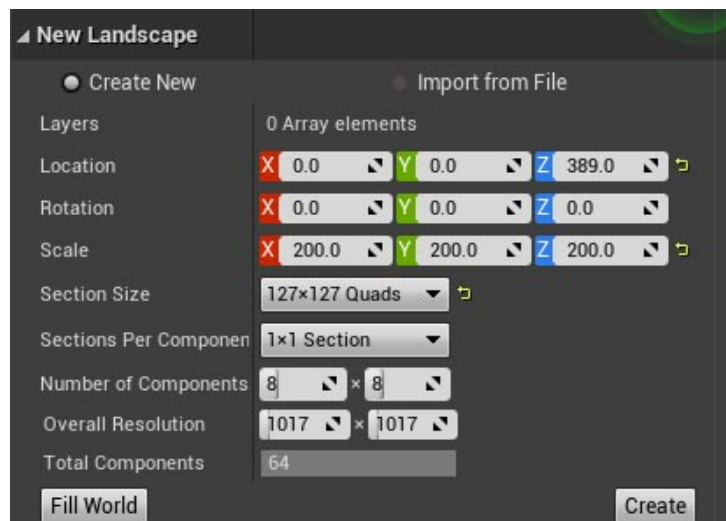 New Landscape
Create New Import from File
Layers 0 Array elements
Location X 0.0 Y 0.0 Z 389.0
Rotation X 0.0 Y 0.0 Z 0.0
Scale X 200.0 Y 200.0 Z 200.0
Section Size 127×127 Quads
Sections Per Componen 1×1 Section
Number of Components 8 × 8
Overall Resolution 1017 × 1017
Total Components 64
Fill World Create